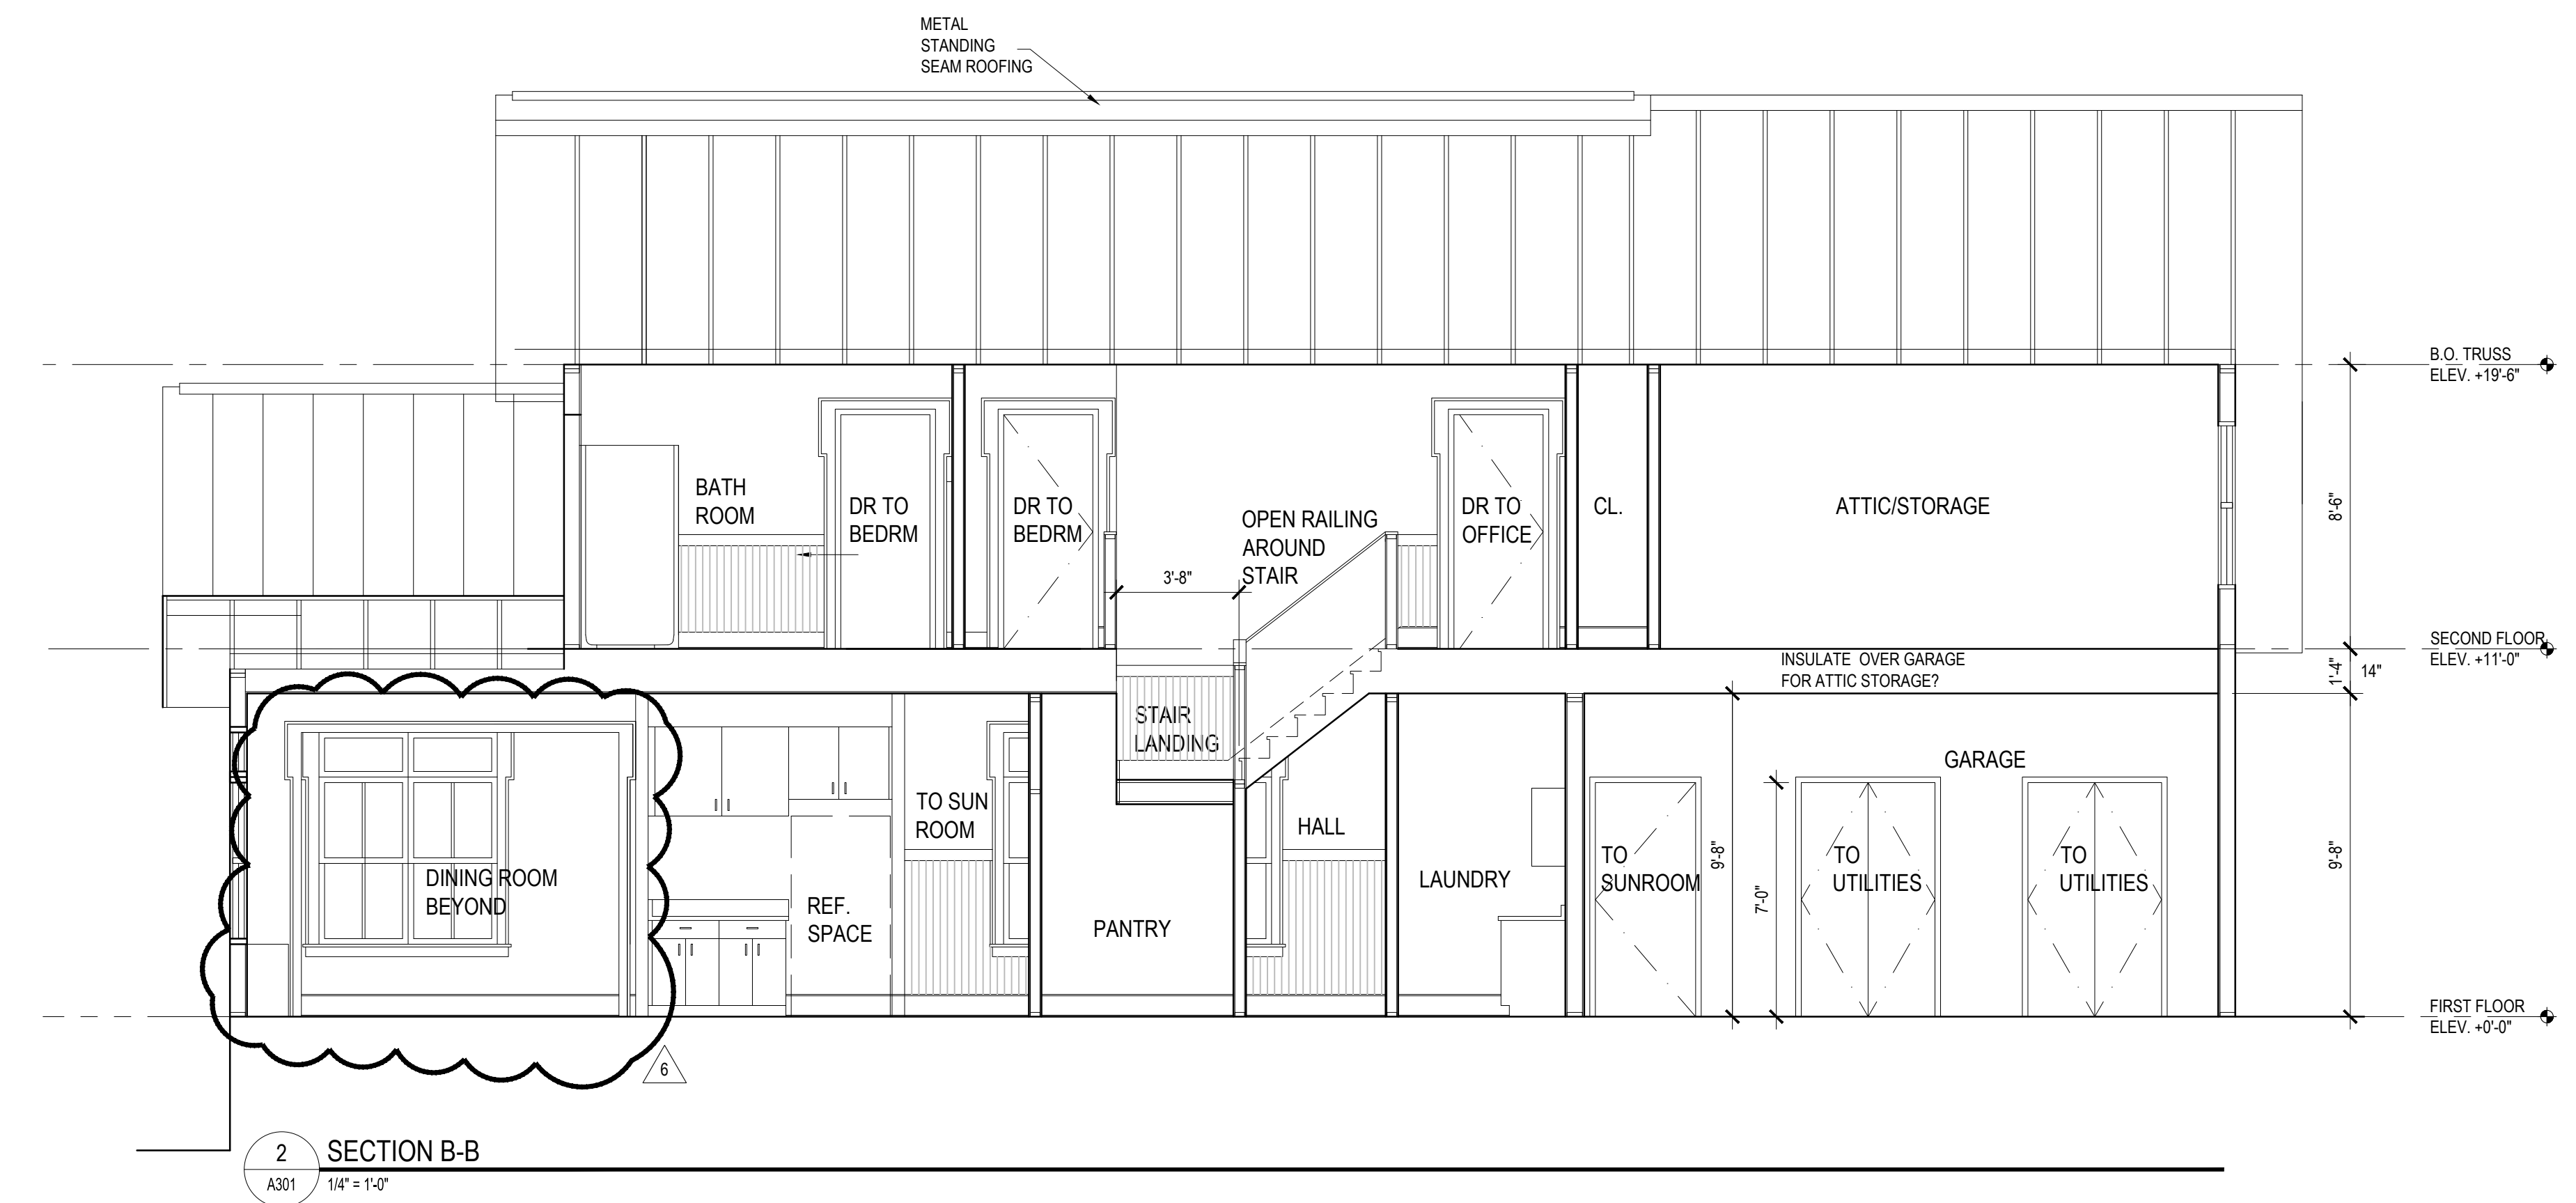 METAL
STANDING
SEAM ROOFING
B.O. TRUSS
ELEV. +19'-6"
BATH
ROOM
DR TO
BEDRM
DR TO
BEDRM
OPEN RAILING
AROUND
STAIR
3'-8"
DR TO
OFFICE
CL.
ATTIC/STORAGE
8'-6"
SECOND FLOOR
ELEV. +11'-0"
INSULATE OVER GARAGE
FOR ATTIC STORAGE?
1'-4"
14"
STAIR
LANDING
GARAGE
TO SUN
ROOM
HALL
DINING ROOM
BEYOND
REF.
SPACE
PANTRY
LAUNDRY
TO
SUNROOM
9'-8"
7'-0"
TO
UTILITIES
TO
UTILITIES
9'-8"
FIRST FLOOR
ELEV. +0'-0"
6
2
A301
SECTION B-B
1/4" = 1'-0"